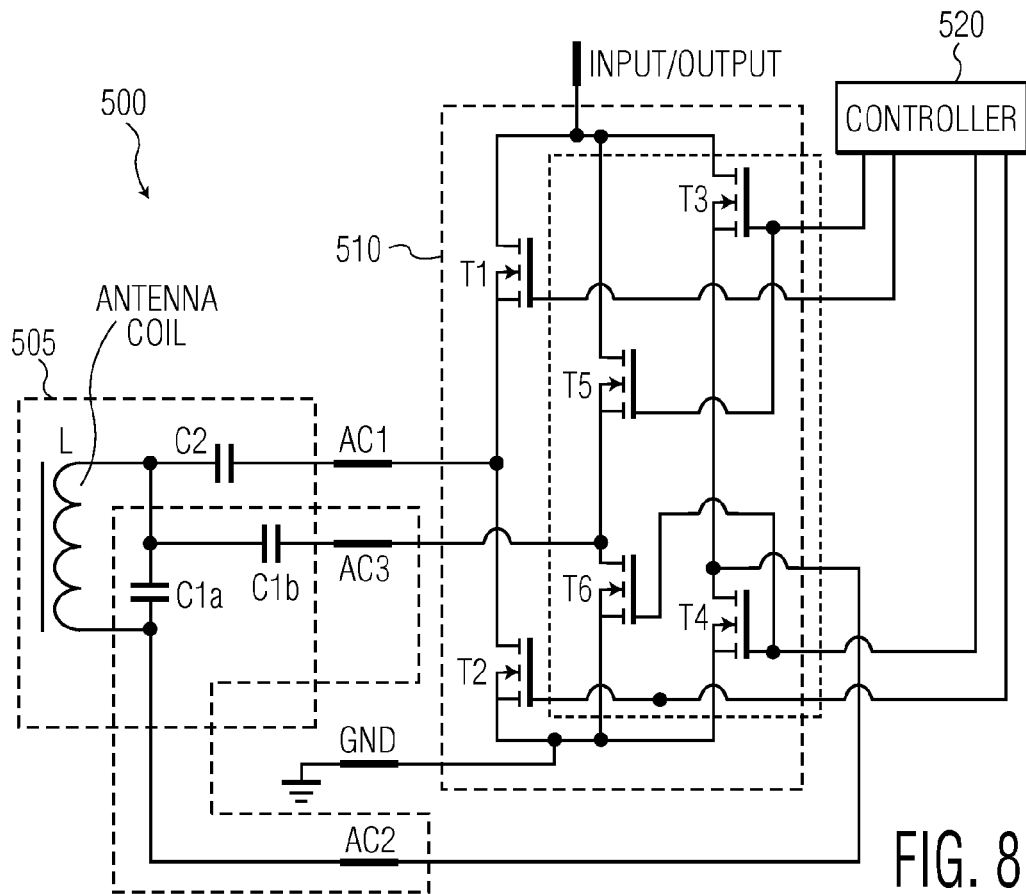 520
INPUT/OUTPUT
CONTROLLER
500
T3
510
T1
ANTENNA
COIL
505
T5
L
C2
AC1
C1a
C1b
AC3
T6
T4
T2
GND
AC2
FIG. 8